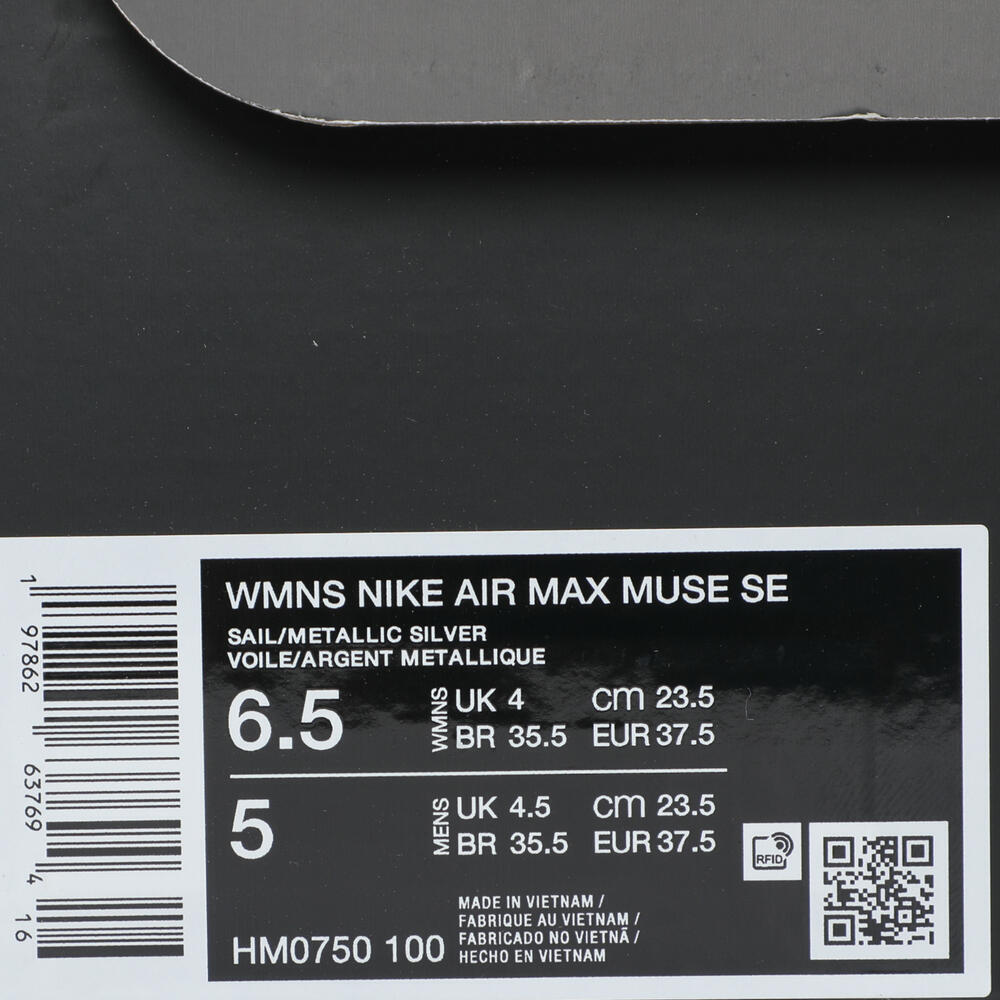 WMNS NIKE AIR MAX MUSE SE
SAIL/METALLIC SILVER
VOILE/ARGENT METALLIQUE
6.5 WMNS UK 4 cm 23.5
BR 35.5 EUR 37.5
5 MENS UK 4.5 cm 23.5
BR 35.5 EUR 37.5
RFID
MADE IN VIETNAM /
FABRIQUE AU VIETNAM /
FABRICADO NO VIETNÃ /
HECHO EN VIETNAM
HM0750 100
1 97862 63769 4 16